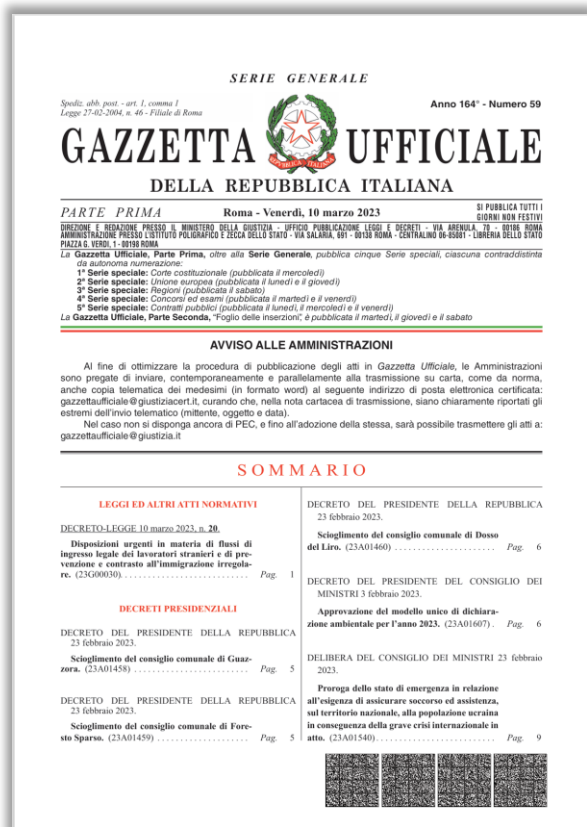 SERIE GENERALE
Spediz. abb. post. - art. 1, comma 1
Legge 27-02-2004, n. 46 - Filiale di Roma
Anno 164° - Numero 59
GAZZETTA UFFICIALE
REPVBBLICA ITALIANA
DELLA REPUBBLICA ITALIANA
PARTE PRIMA
Roma - Venerdì, 10 marzo 2023
SI PUBBLICA TUTTI I
GIORNI NON FESTIVI
DIREZIONE E REDAZIONE PRESSO IL MINISTERO DELLA GIUSTIZIA - UFFICIO PUBBLICAZIONE LEGGI E DECRETI - VIA ARENULA, 70 - 00186 ROMA
AMMINISTRAZIONE PRESSO L'ISTITUTO POLIGRAFICO E ZECCA DELLO STATO - VIA SALARIA, 691 - 00138 ROMA - CENTRALINO 06-85081 - LIBRERIA DELLO STATO
PIAZZA G. VERDI, 1 - 00198 ROMA
La Gazzetta Ufficiale, Parte Prima, oltre alla Serie Generale, pubblica cinque Serie speciali, ciascuna contraddistinta
da autonoma numerazione:
1ª Serie speciale: Corte costituzionale (pubblicata il mercoledì)
2ª Serie speciale: Unione europea (pubblicata il lunedì e il giovedì)
3ª Serie speciale: Regioni (pubblicata il sabato)
4ª Serie speciale: Concorsi ed esami (pubblicata il martedì e il venerdì)
5ª Serie speciale: Contratti pubblici (pubblicata il lunedì, il mercoledì e il venerdì)
La Gazzetta Ufficiale, Parte Seconda, "Foglio delle inserzioni", è pubblicata il martedì, il giovedì e il sabato
AVVISO ALLE AMMINISTRAZIONI
Al fine di ottimizzare la procedura di pubblicazione degli atti in Gazzetta Ufficiale, le Amministrazioni
sono pregate di inviare, contemporaneamente e parallelamente alla trasmissione su carta, come da norma,
anche copia telematica dei medesimi (in formato word) al seguente indirizzo di posta elettronica certificata:
gazzettaufficiale@giustiziacert.it, curando che, nella nota cartacea di trasmissione, siano chiaramente riportati gli
estremi dell'invio telematico (mittente, oggetto e data).
Nel caso non si disponga ancora di PEC, e fino all'adozione della stessa, sarà possibile trasmettere gli atti a:
gazzettaufficiale@giustizia.it
SOMMARIO
LEGGI ED ALTRI ATTI NORMATIVI
DECRETO-LEGGE 10 marzo 2023, n. 20.
Disposizioni urgenti in materia di flussi di
ingresso legale dei lavoratori stranieri e di pre-
venzione e contrasto all'immigrazione irregola-
re. (23G00030). . . . . . . . . . . . . . . . . . . . . . . . . . . Pag. 1
DECRETI PRESIDENZIALI
DECRETO DEL PRESIDENTE DELLA REPUBBLICA
23 febbraio 2023.
Scioglimento del consiglio comunale di Guaz-
zora. (23A01458) . . . . . . . . . . . . . . . . . . . . . . . . . Pag. 5
DECRETO DEL PRESIDENTE DELLA REPUBBLICA
23 febbraio 2023.
Scioglimento del consiglio comunale di Fore-
sto Sparso. (23A01459) . . . . . . . . . . . . . . . . . . . . Pag. 5
DECRETO DEL PRESIDENTE DELLA REPUBBLICA
23 febbraio 2023.
Scioglimento del consiglio comunale di Dosso
del Liro. (23A01460) . . . . . . . . . . . . . . . . . . . . . . Pag. 6
DECRETO DEL PRESIDENTE DEL CONSIGLIO DEI
MINISTRI 3 febbraio 2023.
Approvazione del modello unico di dichiara-
zione ambientale per l'anno 2023. (23A01607) . Pag. 6
DELIBERA DEL CONSIGLIO DEI MINISTRI 23 febbraio
2023.
Proroga dello stato di emergenza in relazione
all'esigenza di assicurare soccorso ed assistenza,
sul territorio nazionale, alla popolazione ucraina
in conseguenza della grave crisi internazionale in
atto. (23A01540) . . . . . . . . . . . . . . . . . . . . . . . . . . Pag. 9